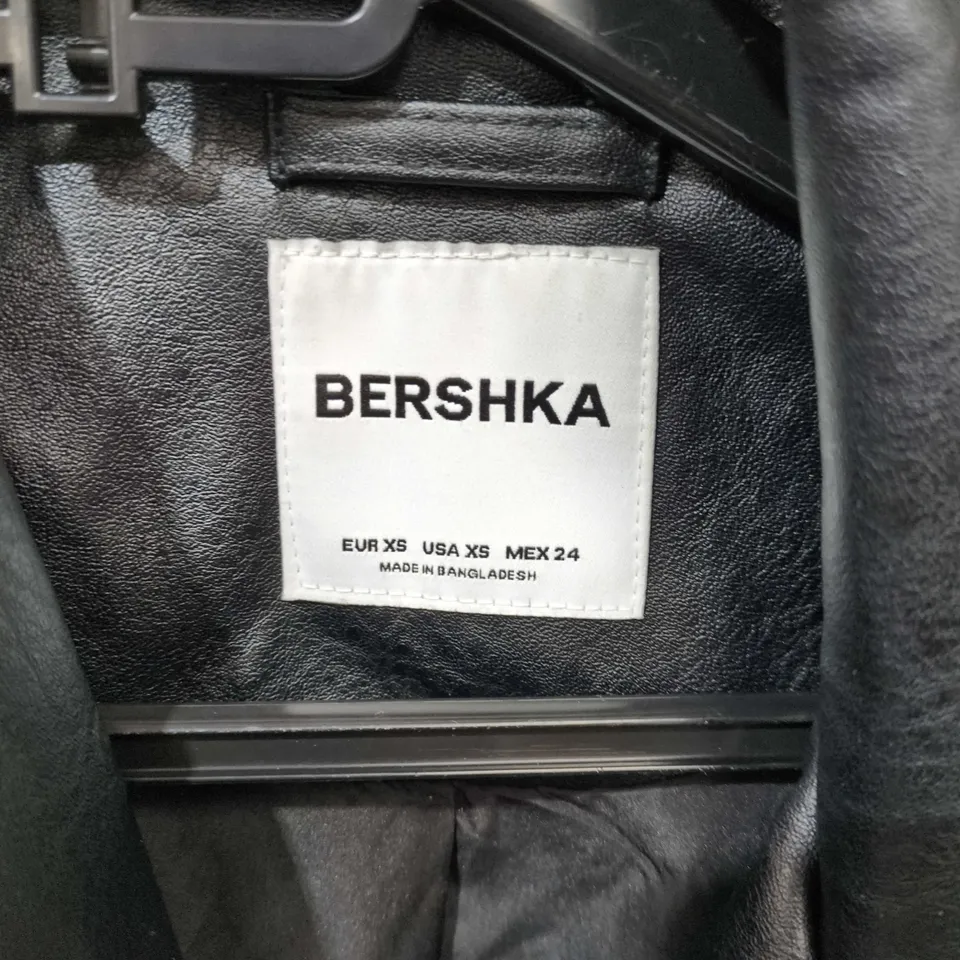 BERSHKA
EUR XS USA XS MEX 24
MADE IN BANGLADESH